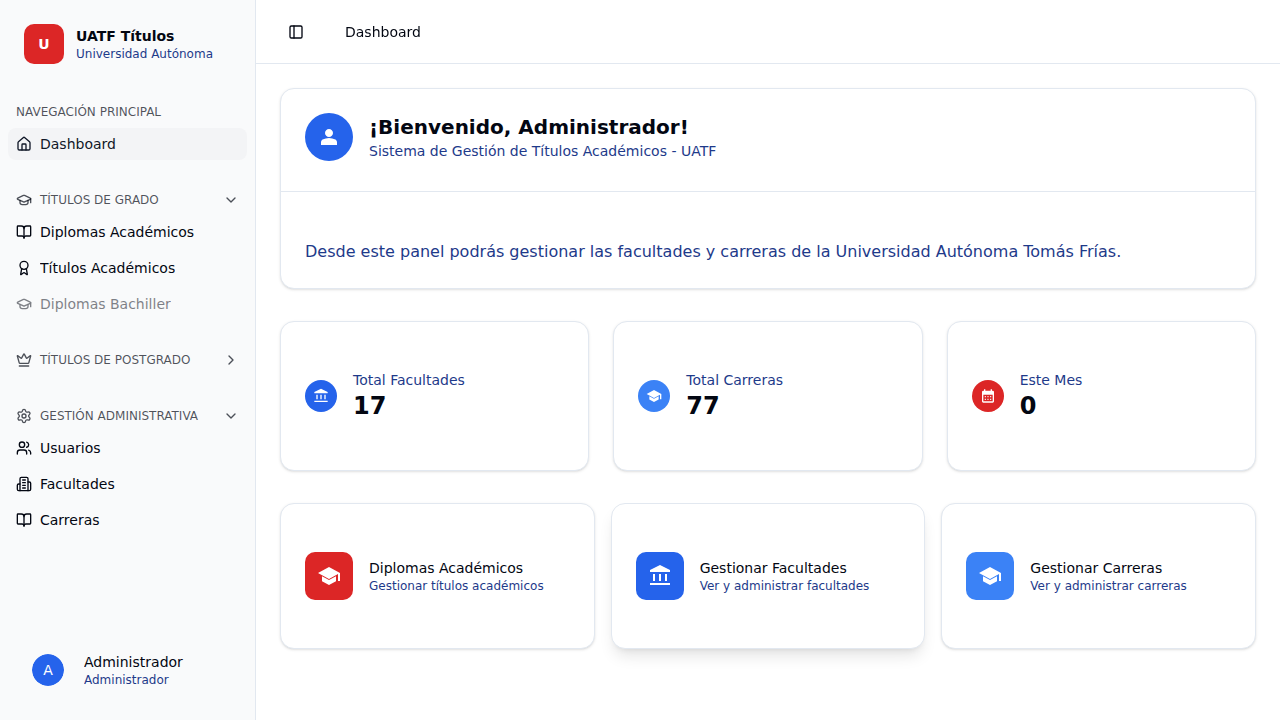 U
UATF Títulos
Universidad Autónoma
NAVEGACIÓN PRINCIPAL
Dashboard
TÍTULOS DE GRADO
Diplomas Académicos
Títulos Académicos
Diplomas Bachiller
TÍTULOS DE POSTGRADO
GESTIÓN ADMINISTRATIVA
Usuarios
Facultades
Carreras
A
Administrador
Administrador
Dashboard
¡Bienvenido, Administrador!
Sistema de Gestión de Títulos Académicos - UATF
Desde este panel podrás gestionar las facultades y carreras de la Universidad Autónoma Tomás Frías.
Total Facultades
17
Total Carreras
77
Este Mes
0
Diplomas Académicos
Gestionar títulos académicos
Gestionar Facultades
Ver y administrar facultades
Gestionar Carreras
Ver y administrar carreras